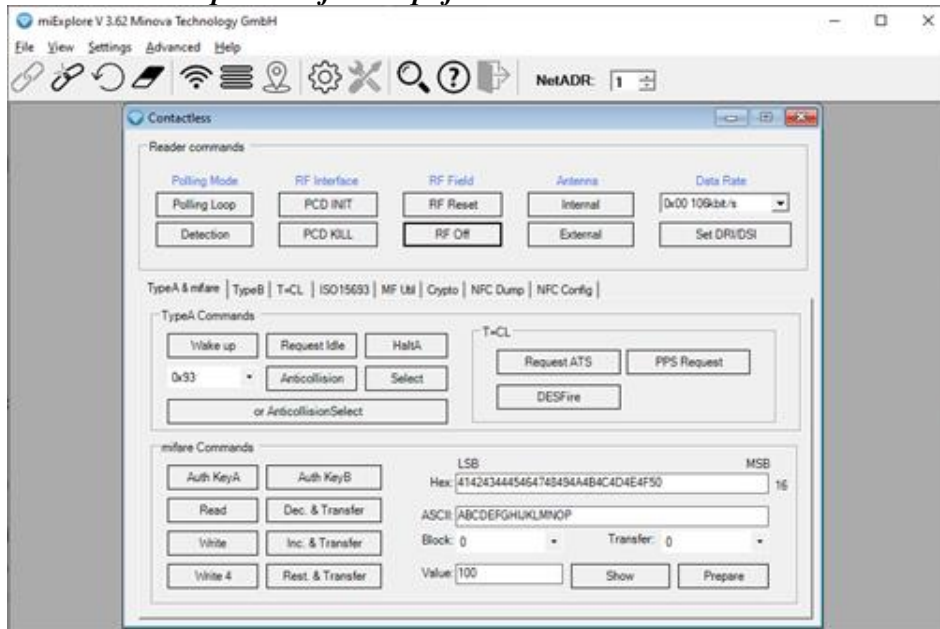 miExplore V 3.62 Minova Technology GmbH
File View Settings Advanced Help
NetADR: 1
Contactless
Reader commands
Polling Mode RF Interface RF Field Antenna Data Rate
Polling Loop PCD INIT RF Reset Internal 0x00 106kbit/s
Detection PCD KILL RF Off External Set DRI/DSI
TypeA & mifare TypeB T=CL ISO15693 MF Util Crypto NFC Dump NFC Config
TypeA Commands
T=CL
Wake up Request Idle HaltA
Request ATS PPS Request
0x93 Anticollision Select
DESFire
or AnticollisionSelect
mifare Commands
LSB MSB
Auth KeyA Auth KeyB Hex: 4142434445464748494A4B4C4D4E4F50 16
Read Dec. & Transfer ASCII: ABCDEFGHIJKLMNOP
Write Inc. & Transfer Block: 0 Transfer: 0
Write 4 Rest. & Transfer Value: 100 Show Prepare